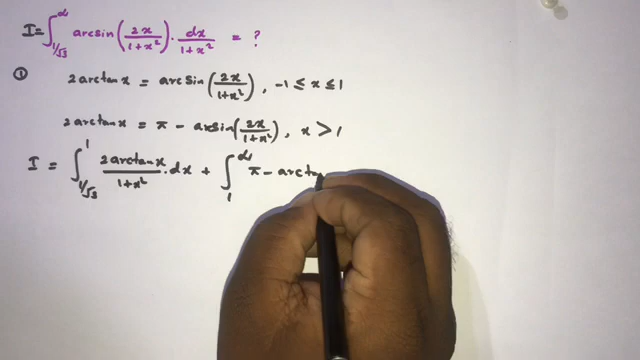 I = ∫_{1/√3}^{∝} arcsin(2x/1+x²) · dx/1+x² = ?
① 2 arctan x = arcsin(2x/1+x²), -1 ≤ x ≤ 1
2 arctan x = π - arcsin(2x/1+x²), x > 1
I = ∫_{1/√3}^{1} 2 arctan x/1+x² · dx + ∫_{1}^{∝} π - arctan